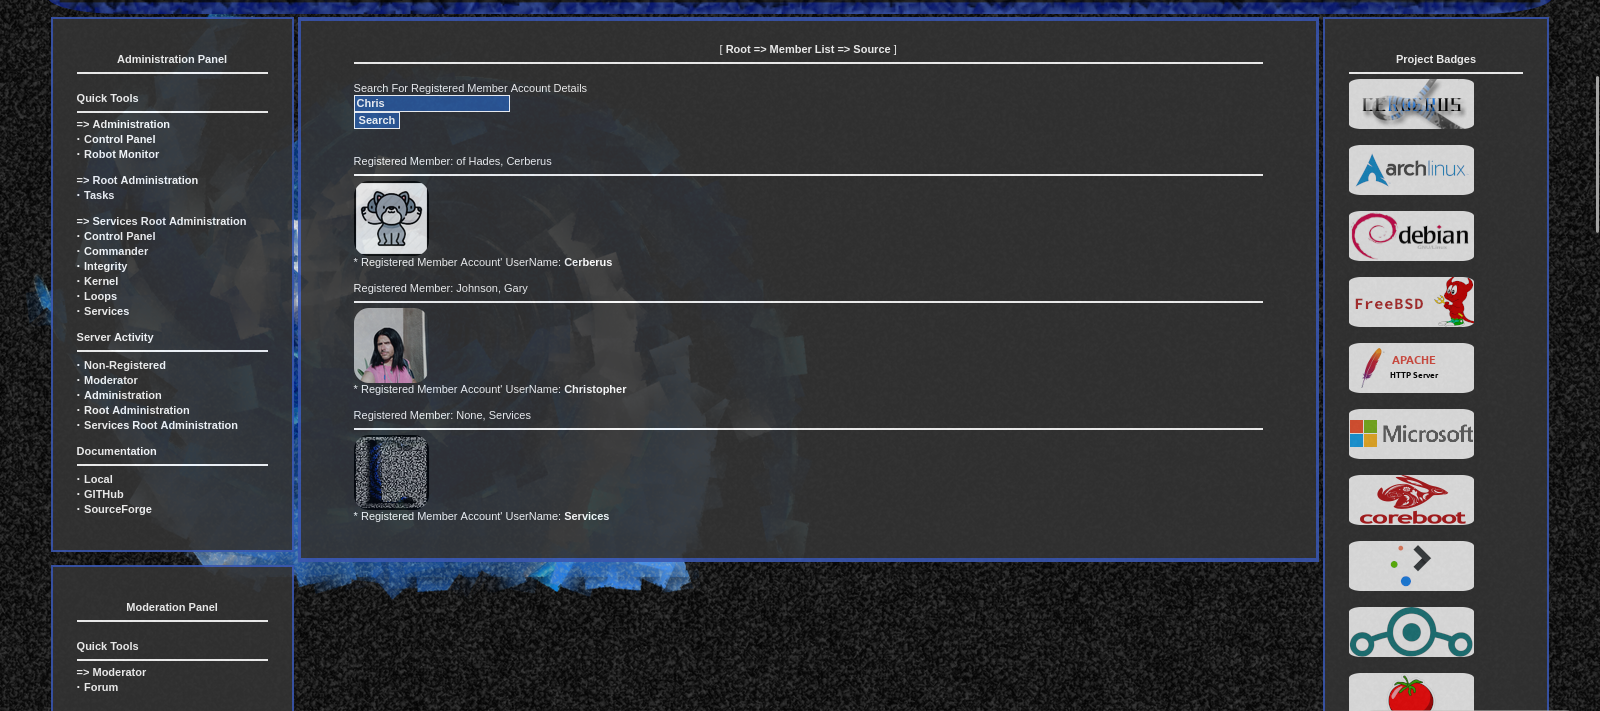 Administration Panel
Quick Tools
=> Administration
· Control Panel
· Robot Monitor
=> Root Administration
· Tasks
=> Services Root Administration
· Control Panel
· Commander
· Integrity
· Kernel
· Loops
· Services
Server Activity
· Non-Registered
· Moderator
· Administration
· Root Administration
· Services Root Administration
Documentation
· Local
· GITHub
· SourceForge
Moderation Panel
Quick Tools
=> Moderator
· Forum
[ Root => Member List => Source ]
Search For Registered Member Account Details
Chris
Search
Registered Member: of Hades, Cerberus
* Registered Member Account' UserName: Cerberus
Registered Member: Johnson, Gary
* Registered Member Account' UserName: Christopher
Registered Member: None, Services
* Registered Member Account' UserName: Services
Project Badges
CERBERUS
archlinux
debian
FreeBSD
APACHE
HTTP Server
Microsoft
coreboot